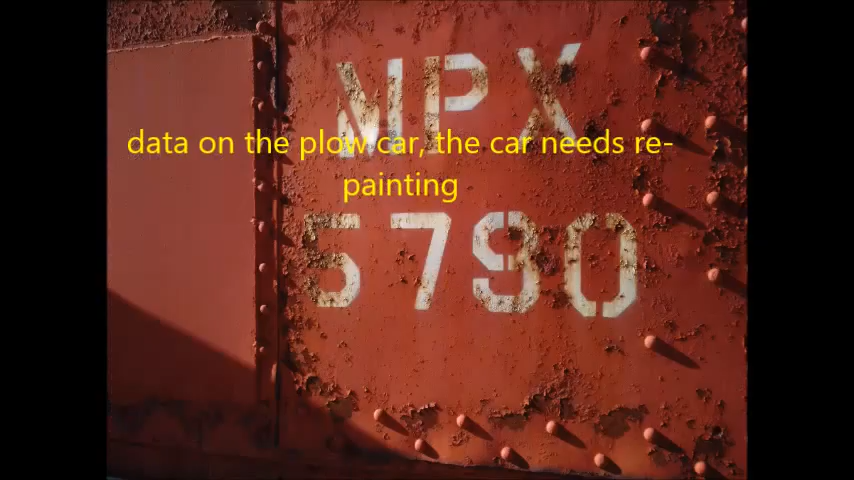 MPX
data on the plow car, the car needs re-
painting
5790